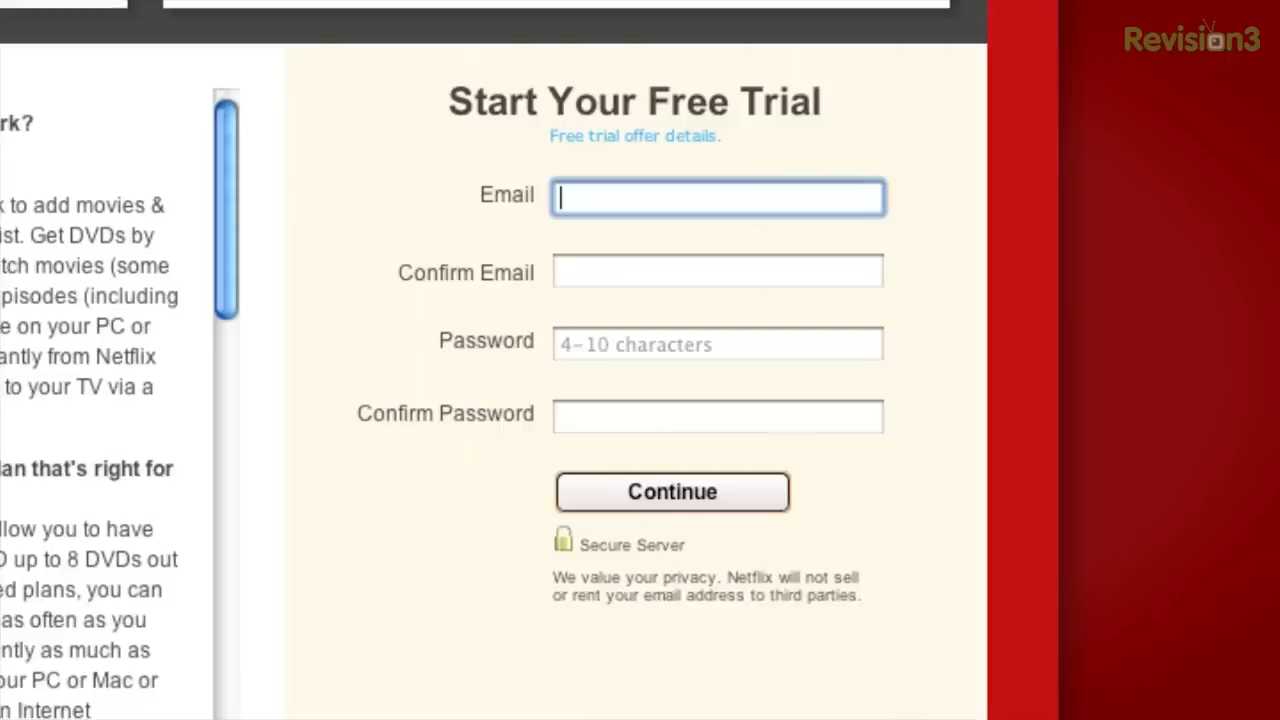 Revision3
rk?
k to add movies &
ist. Get DVDs by
tch movies (some
pisodes (including
e on your PC or
antly from Netflix
to your TV via a
lan that's right for
llow you to have
D up to 8 DVDs out
ed plans, you can
as often as you
ntly as much as
our PC or Mac or
n Internet
Start Your Free Trial
Free trial offer details.
Email
Confirm Email
Password 4-10 characters
Confirm Password
Continue
Secure Server
We value your privacy. Netflix will not sell
or rent your email address to third parties.